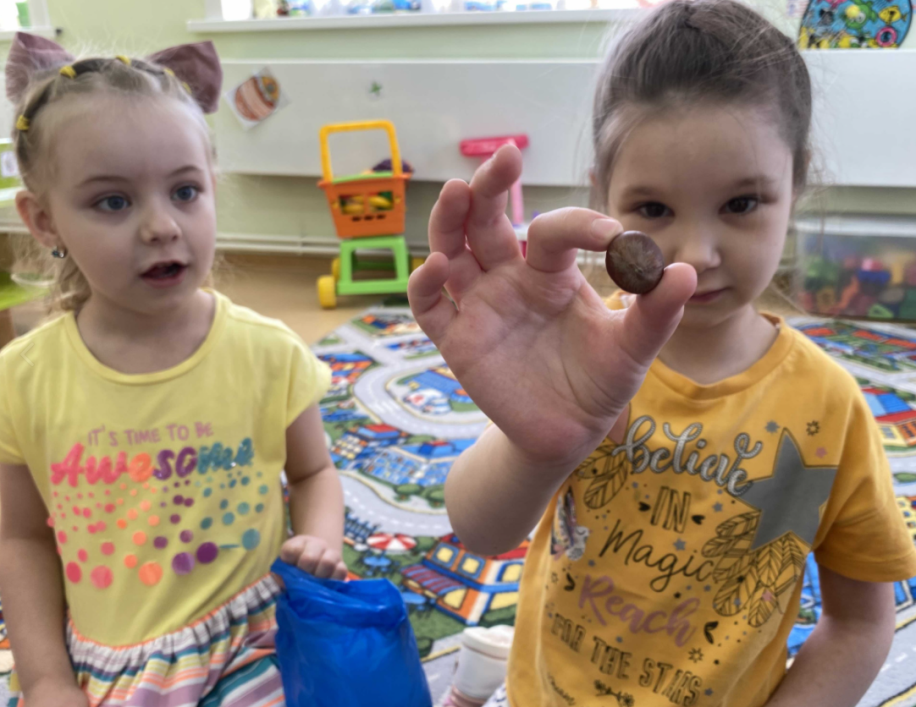 IT'S TIME TO BE
AWESOME
believe
IN
Magic
Reach
FOR THE STARS